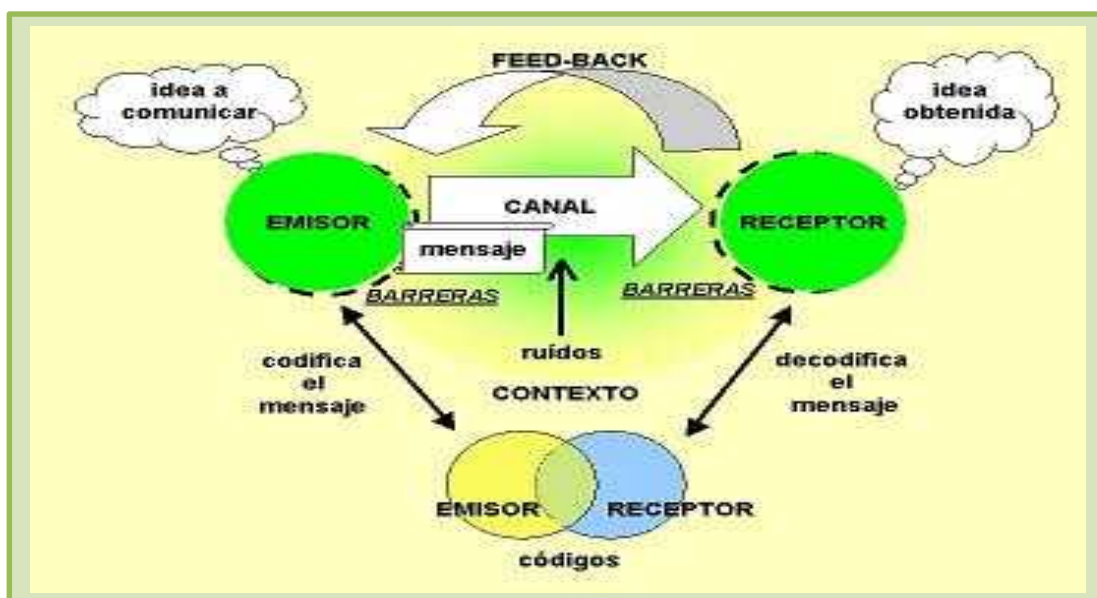 FEED-BACK
idea a
comunicar
idea
obtenida
EMISOR
CANAL
RECEPTOR
mensaje
BARRERAS
BARRERAS
codifica
el
mensaje
ruídos
decodifica
el
mensaje
CONTEXTO
EMISOR
RECEPTOR
códigos